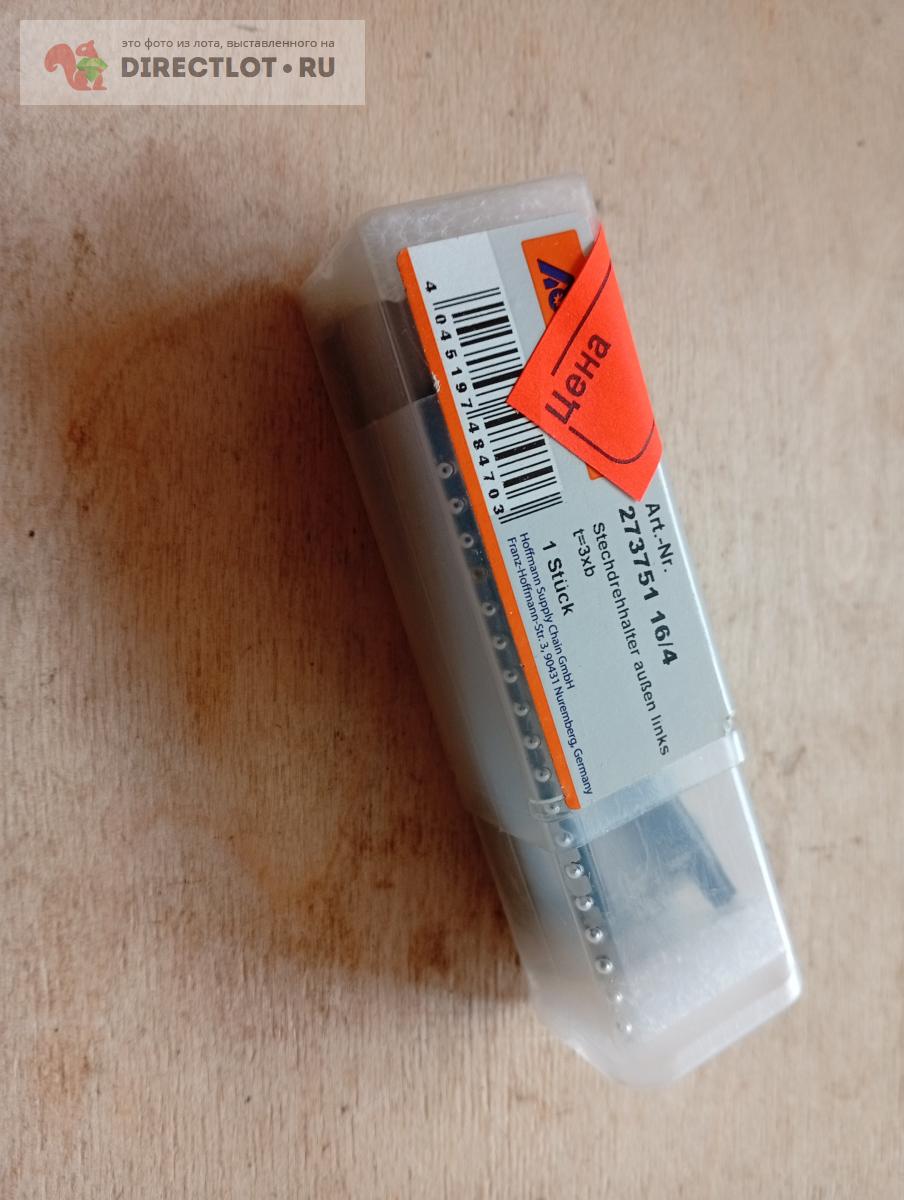 это фото из лота, выставленного на
DIRECTLOT•RU
Цена
Art.-Nr.
273751 16/4
Stechdrehhalter außen links
t=3xb
1 Stück
Hoffmann Supply Chain GmbH
Franz-Hoffmann-Str. 3, 90431 Nuremberg, Germany
4 045197 484703